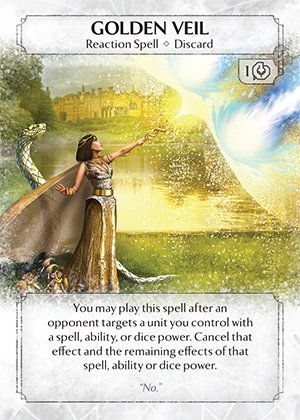 GOLDEN VEIL
Reaction Spell ⬦ Discard
1
You may play this spell after an
opponent targets a unit you control with
a spell, ability, or dice power. Cancel that
effect and the remaining effects of that
spell, ability or dice power.
"No."